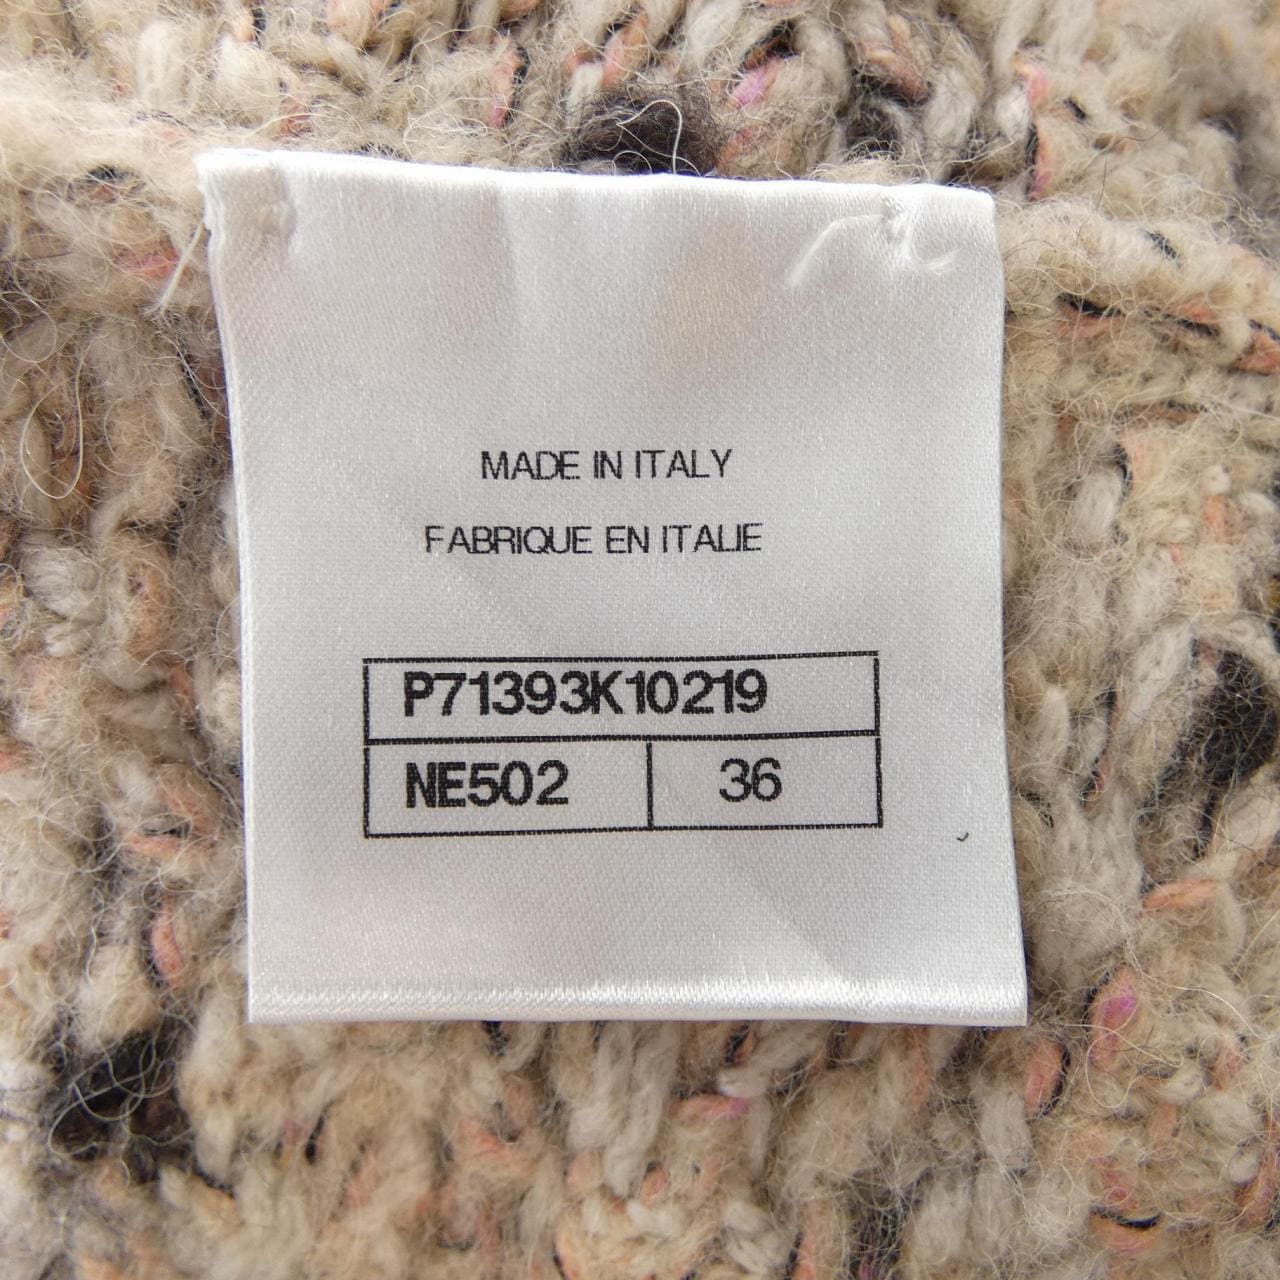 MADE IN ITALY
FABRIQUE EN ITALIE
P71393K10219
NE502 36